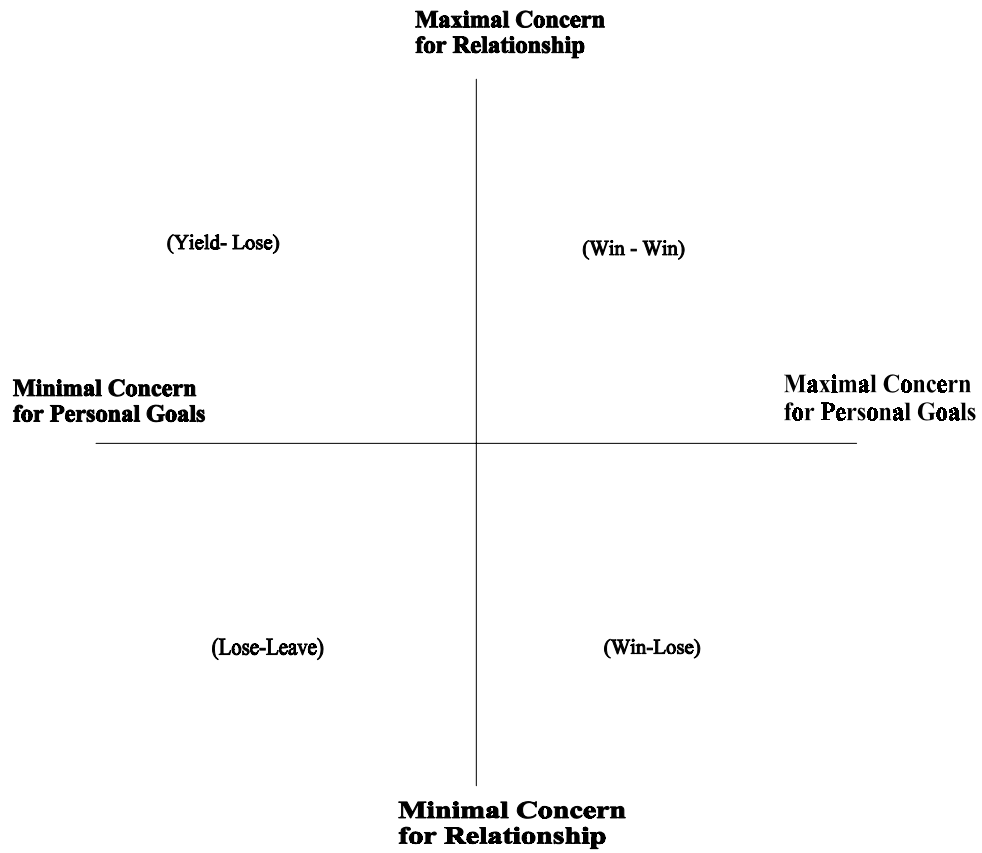 Maximal Concern
for Relationship
(Yield- Lose)
(Win - Win)
Minimal Concern
for Personal Goals
Maximal Concern
for Personal Goals
(Lose-Leave)
(Win-Lose)
Minimal Concern
for Relationship